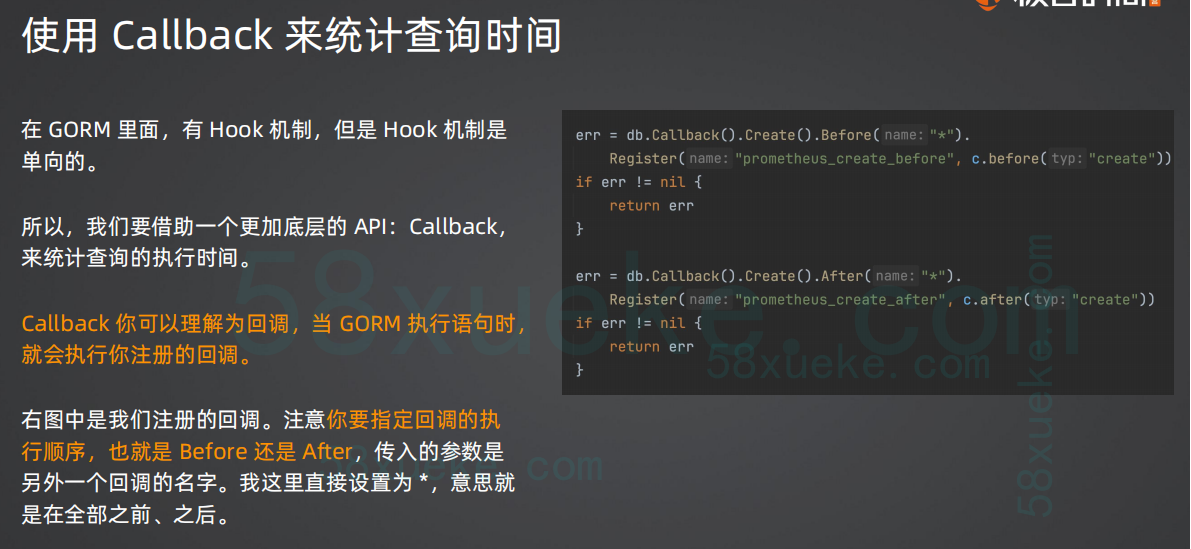 使用 Callback 来统计查询时间
在 GORM 里面，有 Hook 机制，但是 Hook 机制是
单向的。
所以，我们要借助一个更加底层的 API：Callback，
来统计查询的执行时间。
Callback 你可以理解为回调，当 GORM 执行语句时，
就会执行你注册的回调。
右图中是我们注册的回调。注意你要指定回调的执
行顺序，也就是 Before 还是 After，传入的参数是
另外一个回调的名字。我这里直接设置为 *，意思就
是在全部之前、之后。
err = db.Callback().Create().Before( name: "*").
Register( name: "prometheus_create_before", c.before( typ: "create"))
if err != nil {
return err
}
err = db.Callback().Create().After( name: "*").
Register( name: "prometheus_create_after", c.after( typ: "create"))
if err != nil {
return err
}
58xueke.com
58xueke.com
58xueke.com
58xueke.com